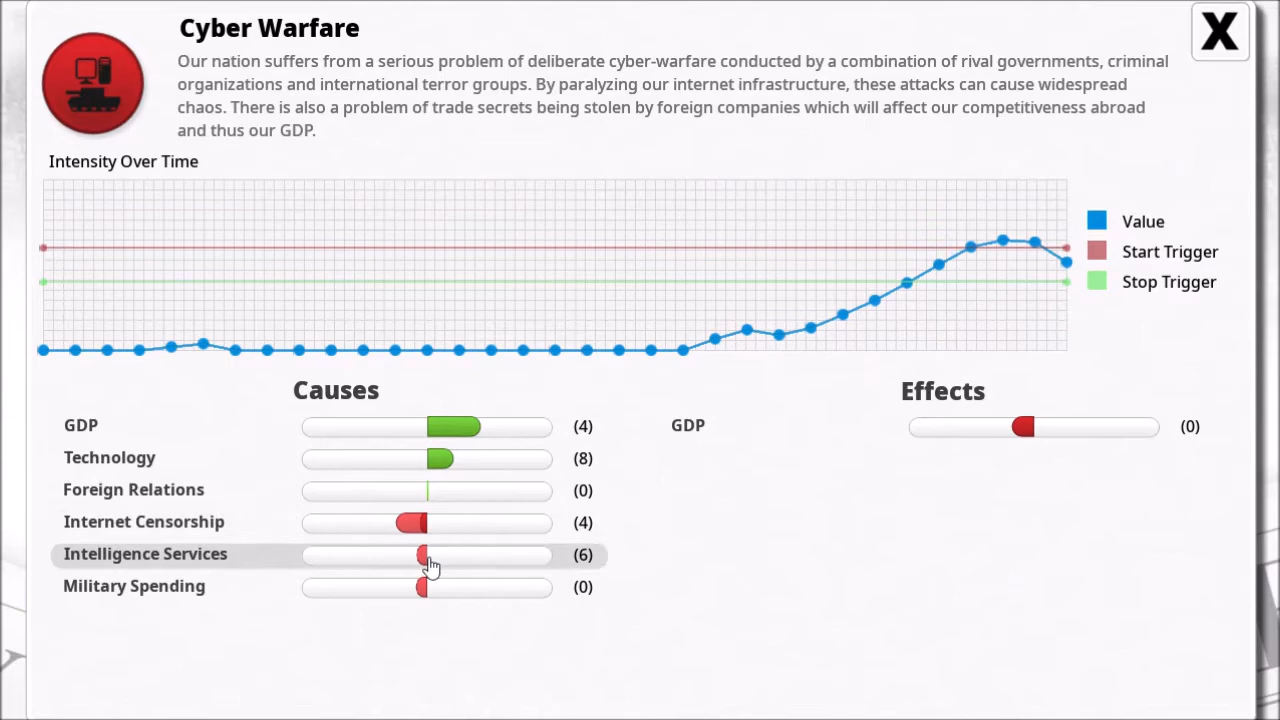 Cyber Warfare
X
Our nation suffers from a serious problem of deliberate cyber-warfare conducted by a combination of rival governments, criminal
organizations and international terror groups. By paralyzing our internet infrastructure, these attacks can cause widespread
chaos. There is also a problem of trade secrets being stolen by foreign companies which will affect our competitiveness abroad
and thus our GDP.
Intensity Over Time
Value
Start Trigger
Stop Trigger
Causes
GDP (4)
Technology (8)
Foreign Relations (0)
Internet Censorship (4)
Intelligence Services (6)
Military Spending (0)
Effects
GDP (0)